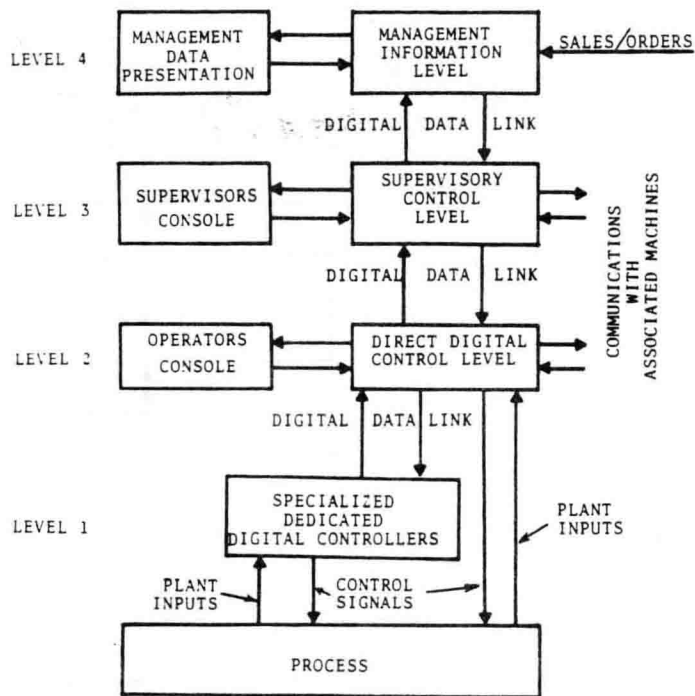 LEVEL 4
MANAGEMENT
DATA
PRESENTATION
MANAGEMENT
INFORMATION
LEVEL
SALES/ORDERS
DIGITAL DATA LINK
LEVEL 3
SUPERVISORS
CONSOLE
SUPERVISORY
CONTROL
LEVEL
DIGITAL DATA LINK
COMMUNICATIONS
WITH
ASSOCIATED MACHINES
LEVEL 2
OPERATORS
CONSOLE
DIRECT DIGITAL
CONTROL LEVEL
DIGITAL DATA LINK
LEVEL 1
SPECIALIZED
DEDICATED
DIGITAL CONTROLLERS
PLANT
INPUTS
PLANT
INPUTS
CONTROL
SIGNALS
PROCESS